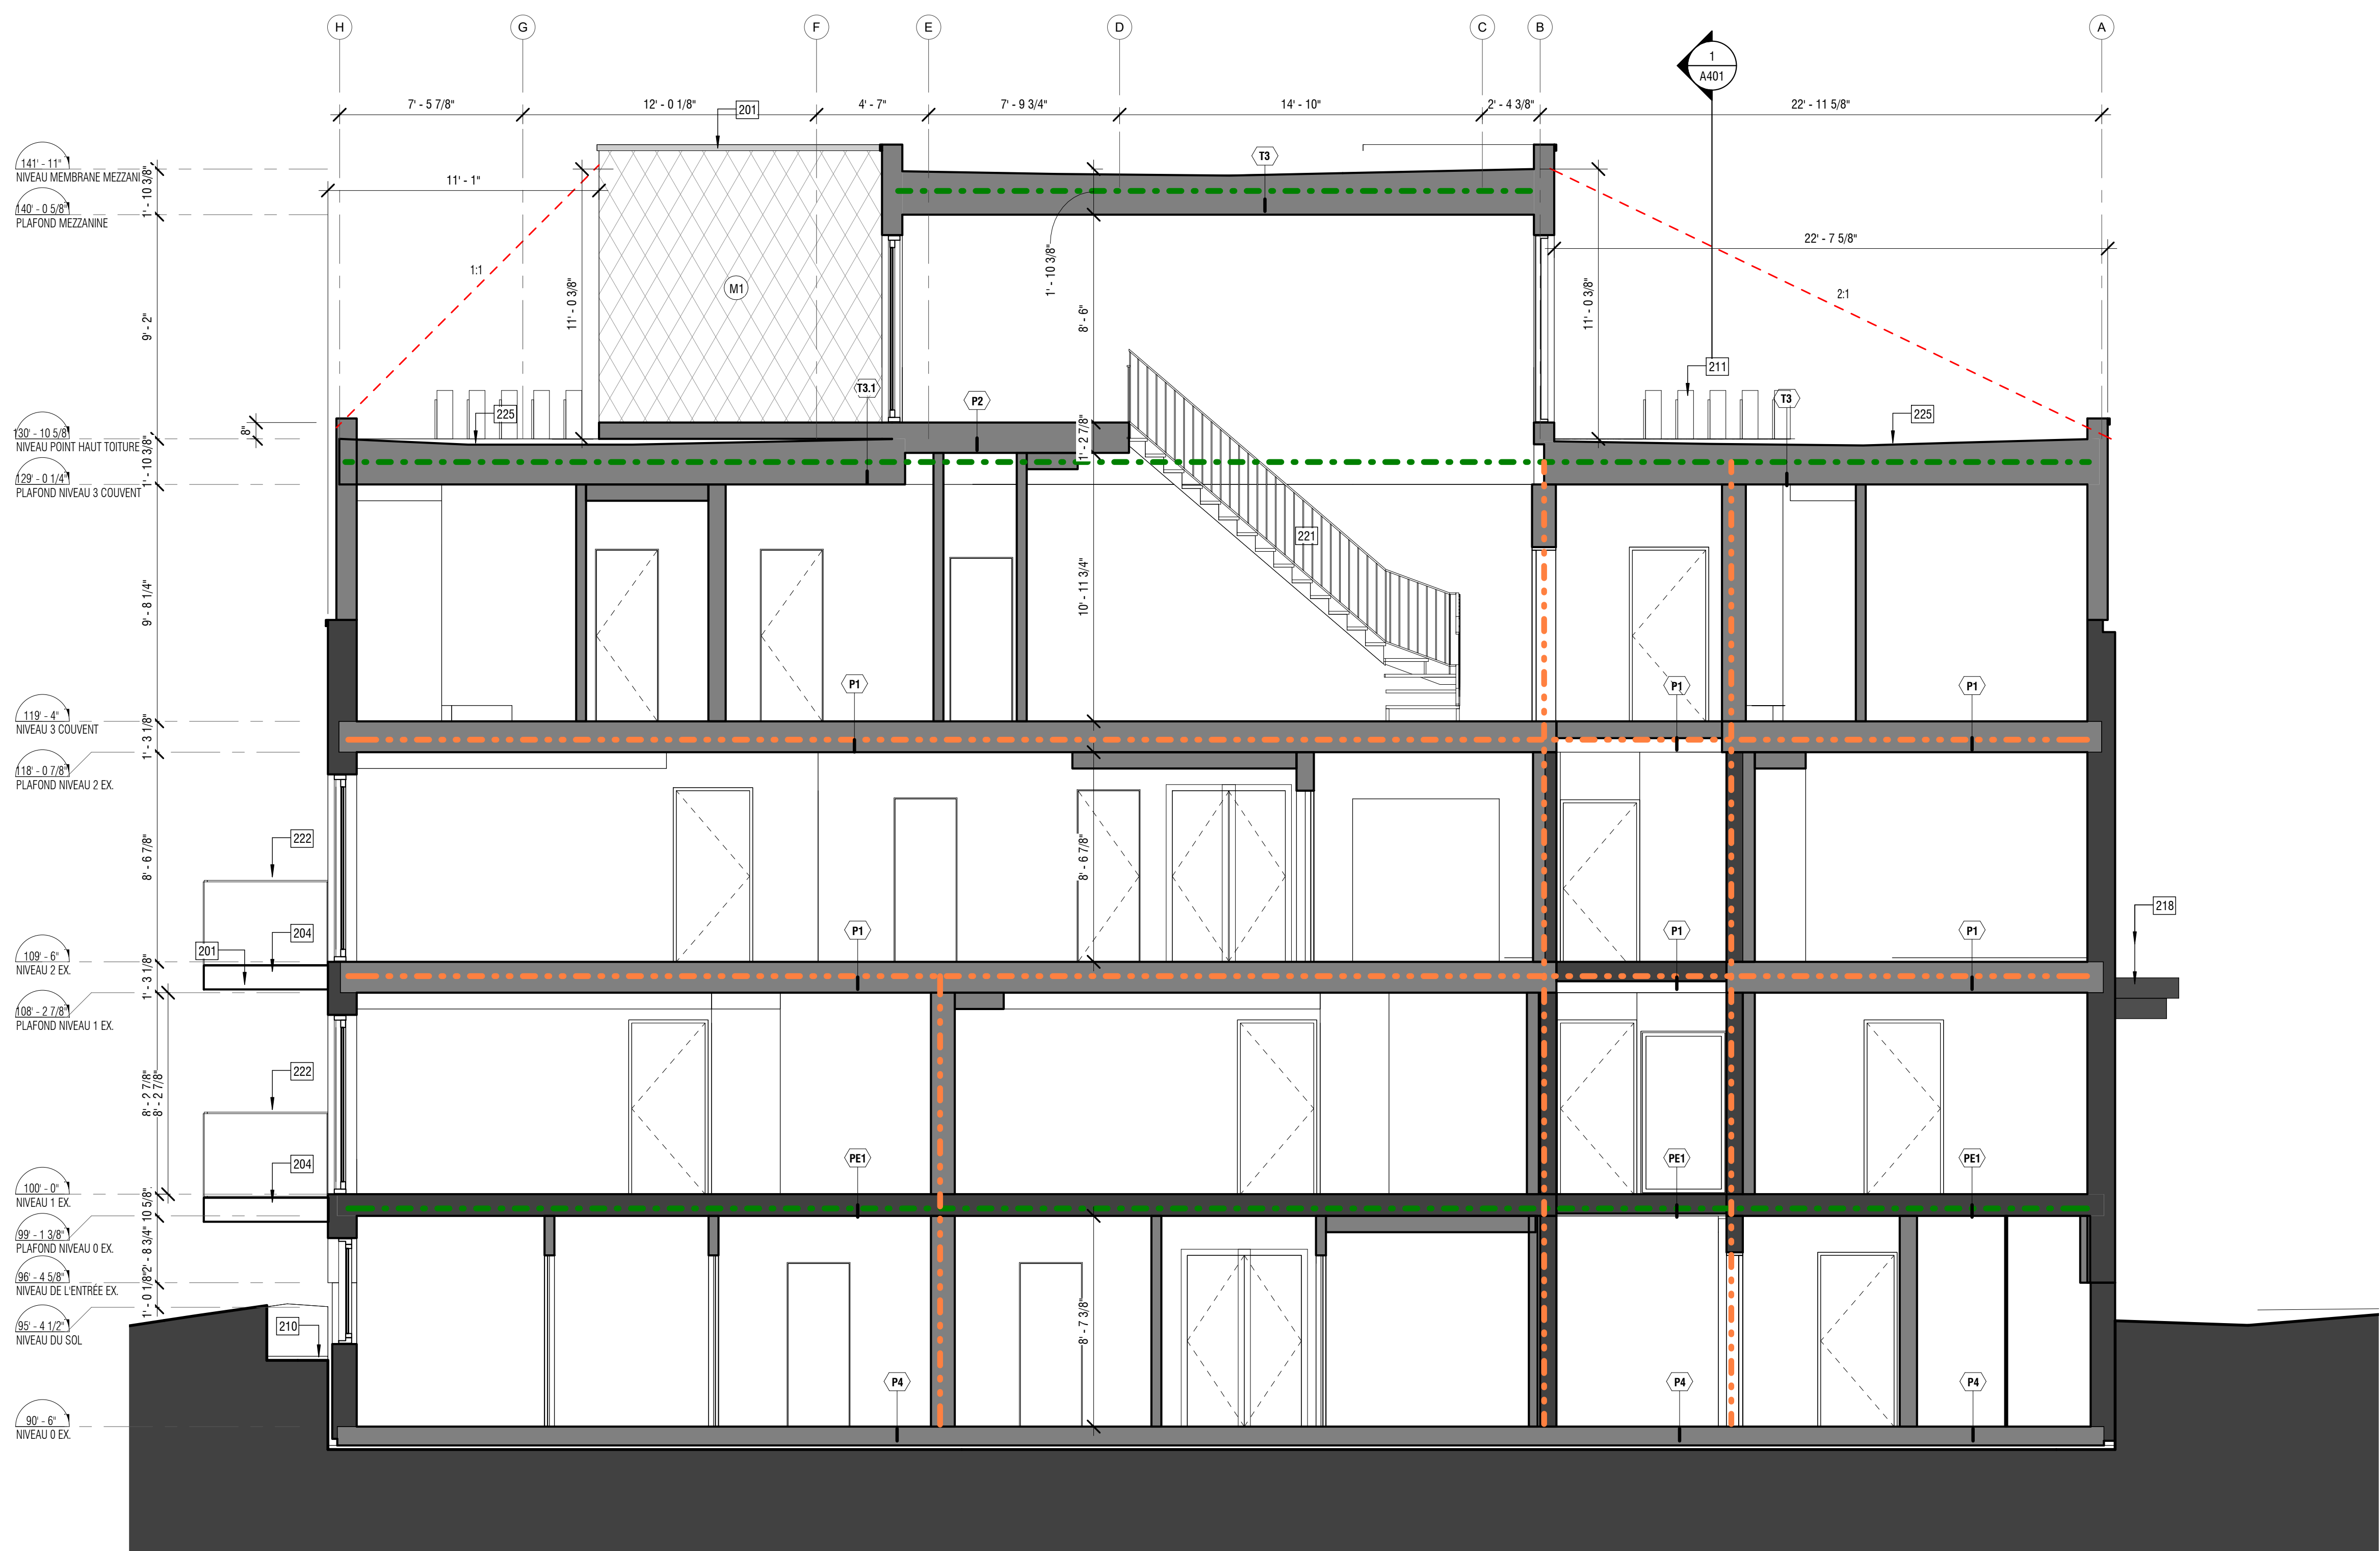 H G F E D C B A
1
A401
7' - 5 7/8" 12' - 0 1/8" 4' - 7" 7' - 9 3/4" 14' - 10" 2' - 4 3/8" 22' - 11 5/8"
201
141' - 11"
NIVEAU MEMBRANE MEZZANI
1' - 10 3/8"
T3
11' - 1"
140' - 0 5/8"
PLAFOND MEZZANINE
22' - 7 5/8"
1:1
M1
11' - 0 3/8"
1' - 10 3/8"
8' - 6"
11' - 0 3/8"
2:1
9' - 2"
211
T3.1
P2
T3
225
225
8"
130' - 10 5/8"
NIVEAU POINT HAUT TOITURE
1' - 10 3/8"
1' - 2 7/8"
129' - 0 1/4"
PLAFOND NIVEAU 3 COUVENT
221
9' - 8 1/4"
10' - 11 3/4"
P1
P1
P1
119' - 4"
NIVEAU 3 COUVENT
1' - 3 1/8"
118' - 0 7/8"
PLAFOND NIVEAU 2 EX.
222
8' - 6 7/8"
8' - 6 7/8"
218
204
P1
P1
P1
201
109' - 6"
NIVEAU 2 EX.
1' - 3 1/8"
108' - 2 7/8"
PLAFOND NIVEAU 1 EX.
222
8' - 2 7/8"
8' - 2 7/8"
204
PE1
PE1
PE1
100' - 0"
NIVEAU 1 EX.
10 5/8"
99' - 1 3/8"
PLAFOND NIVEAU 0 EX.
2' - 8 3/4"
96' - 4 5/8"
NIVEAU DE L'ENTRÉE EX.
1' - 0 1/8"
95' - 4 1/2"
NIVEAU DU SOL
210
8' - 7 3/8"
P4
P4
P4
90' - 6"
NIVEAU 0 EX.